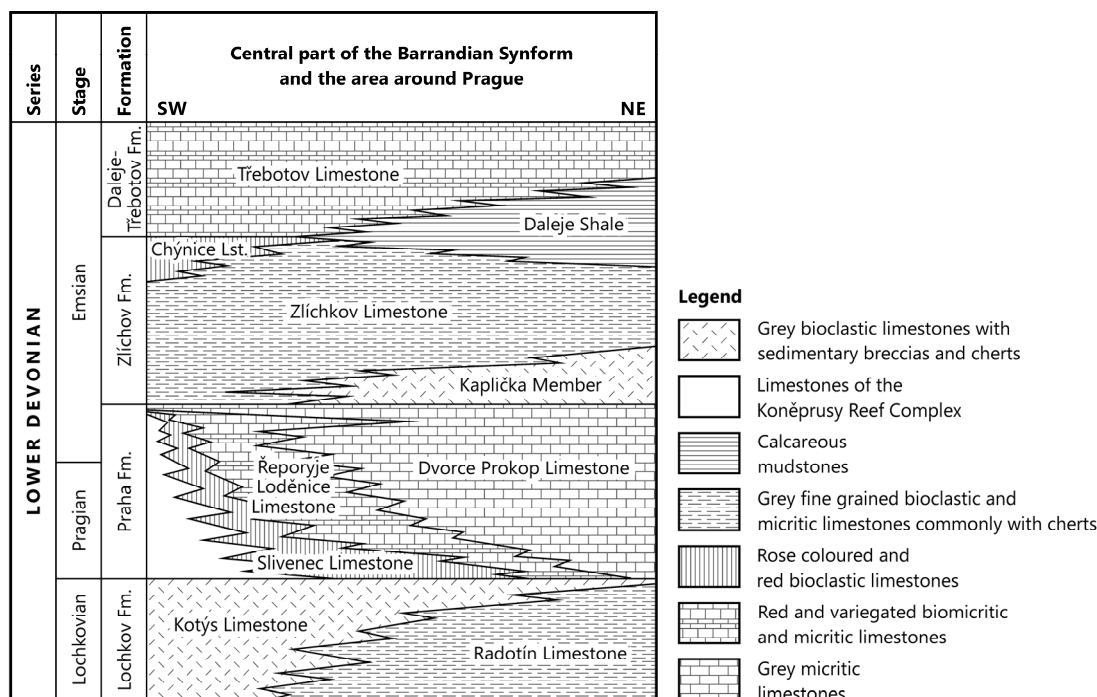 Series
Stage
Formation
Central part of the Barrandian Synform
and the area around Prague
SW
NE
LOWER DEVONIAN
Emsian
Pragian
Lochkovian
Daleje-
Třebotov Fm.
Zlíchov Fm.
Praha Fm.
Lochkov Fm.
Třebotov Limestone
Daleje Shale
Chýnice Lst.
Zlíchkov Limestone
Kaplička Member
Řeporyje
Loděnice
Limestone
Dvorce Prokop Limestone
Slivenec Limestone
Kotýs Limestone
Radotín Limestone
Legend
Grey bioclastic limestones with
sedimentary breccias and cherts
Limestones of the
Koněprusy Reef Complex
Calcareous
mudstones
Grey fine grained bioclastic and
micritic limestones commonly with cherts
Rose coloured and
red bioclastic limestones
Red and variegated biomicritic
and micritic limestones
Grey micritic
limestones